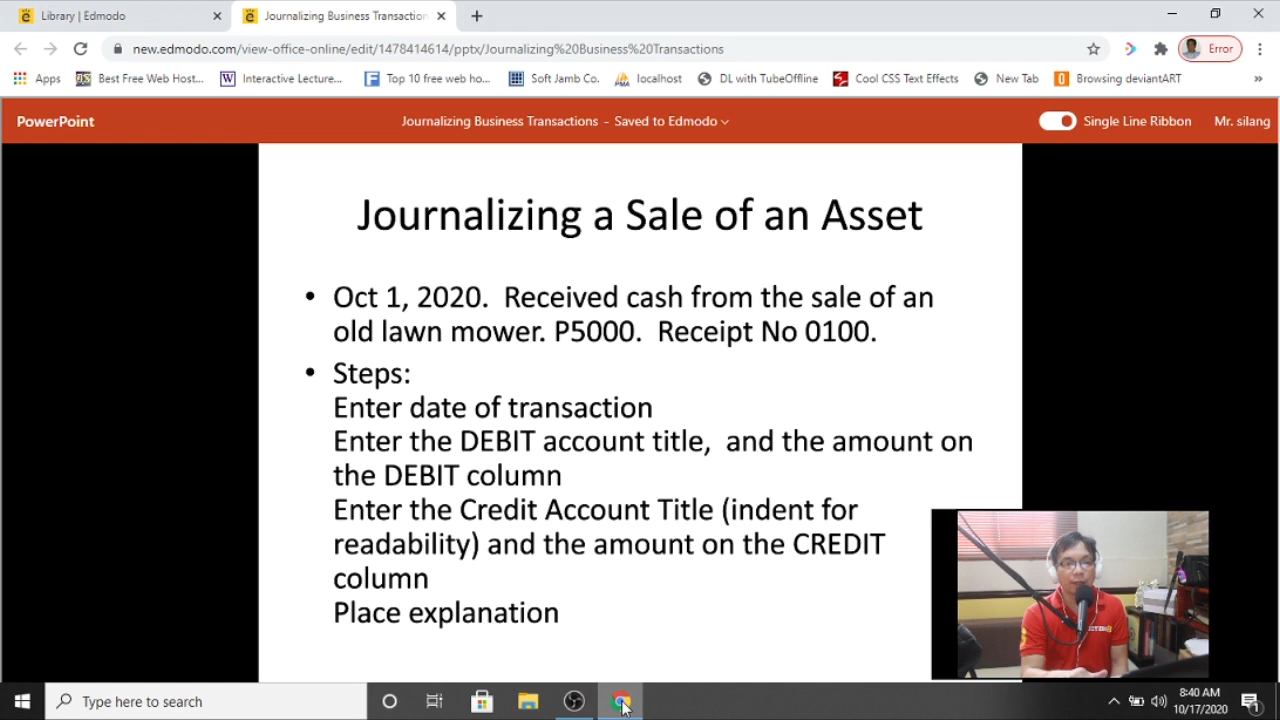 Library | Edmodo
Journalizing Business Transaction
new.edmodo.com/view-office-online/edit/1478414614/pptx/Journalizing%20Business%20Transactions
Error
Apps
Best Free Web Host...
Interactive Lecture...
Top 10 free web ho...
Soft Jamb Co.
localhost
DL with TubeOffline
Cool CSS Text Effects
New Tab
Browsing deviantART
»
PowerPoint
Journalizing Business Transactions - Saved to Edmodo
Single Line Ribbon
Mr. silang
Journalizing a Sale of an Asset
• Oct 1, 2020. Received cash from the sale of an
old lawn mower. P5000. Receipt No 0100.
• Steps:
Enter date of transaction
Enter the DEBIT account title, and the amount on
the DEBIT column
Enter the Credit Account Title (indent for
readability) and the amount on the CREDIT
column
Place explanation
Type here to search
8:40 AM
10/17/2020
1